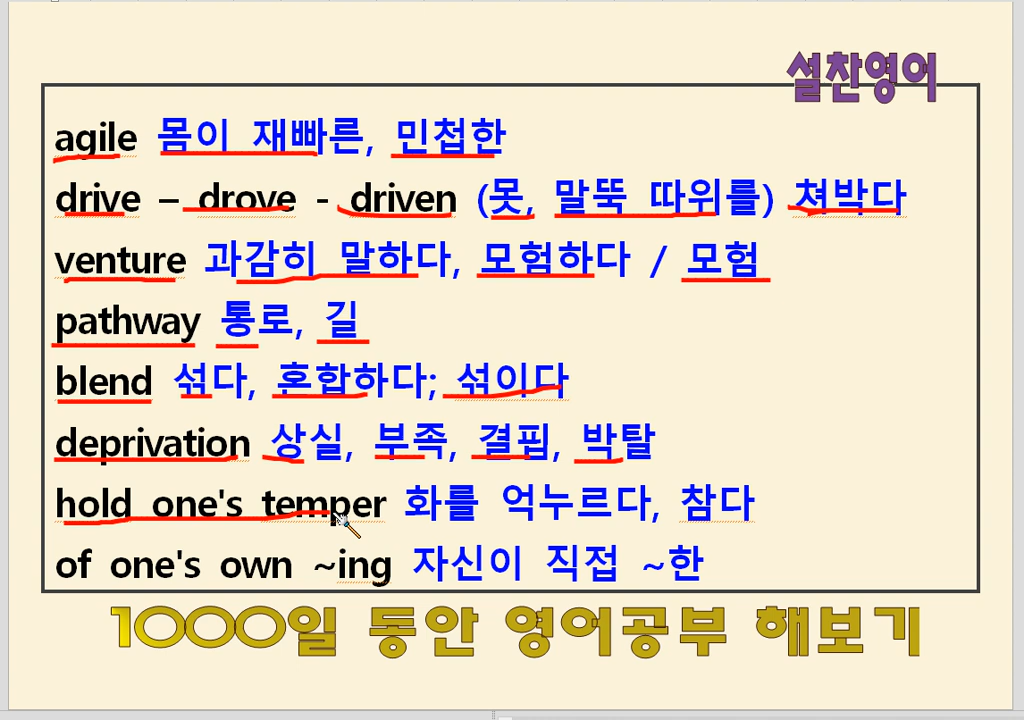 설찬영어
agile 몸이 재빠른, 민첩한
drive – drove - driven (못, 말뚝 따위를) 쳐박다
venture 과감히 말하다, 모험하다 / 모험
pathway 통로, 길
blend 섞다, 혼합하다; 섞이다
deprivation 상실, 부족, 결핍, 박탈
hold one's temper 화를 억누르다, 참다
of one's own ~ing 자신이 직접 ~한
1000일 동안 영어공부 해보기